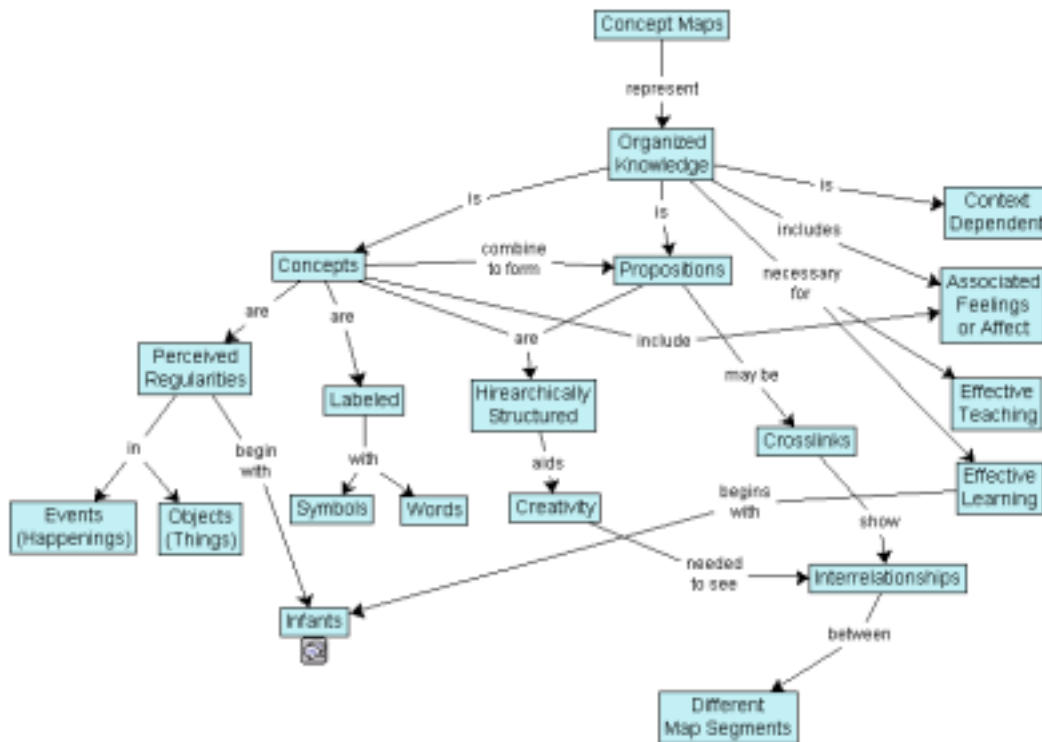 Concept Maps
represent
Organized
Knowledge
is
is
is
Context
Dependent
includes
combine
to form
Concepts
Propositions
necessary
for
Associated
Feelings
or Affect
are
are
are
include
Perceived
Regularities
may be
Labeled
Hirearchically
Structured
Effective
Teaching
Crosslinks
in
begin
with
with
aids
Effective
Learning
Events
(Happenings)
Objects
(Things)
Symbols
Words
Creativity
begins
with
show
needed
to see
Interrelationships
Infants
between
Different
Map Segments